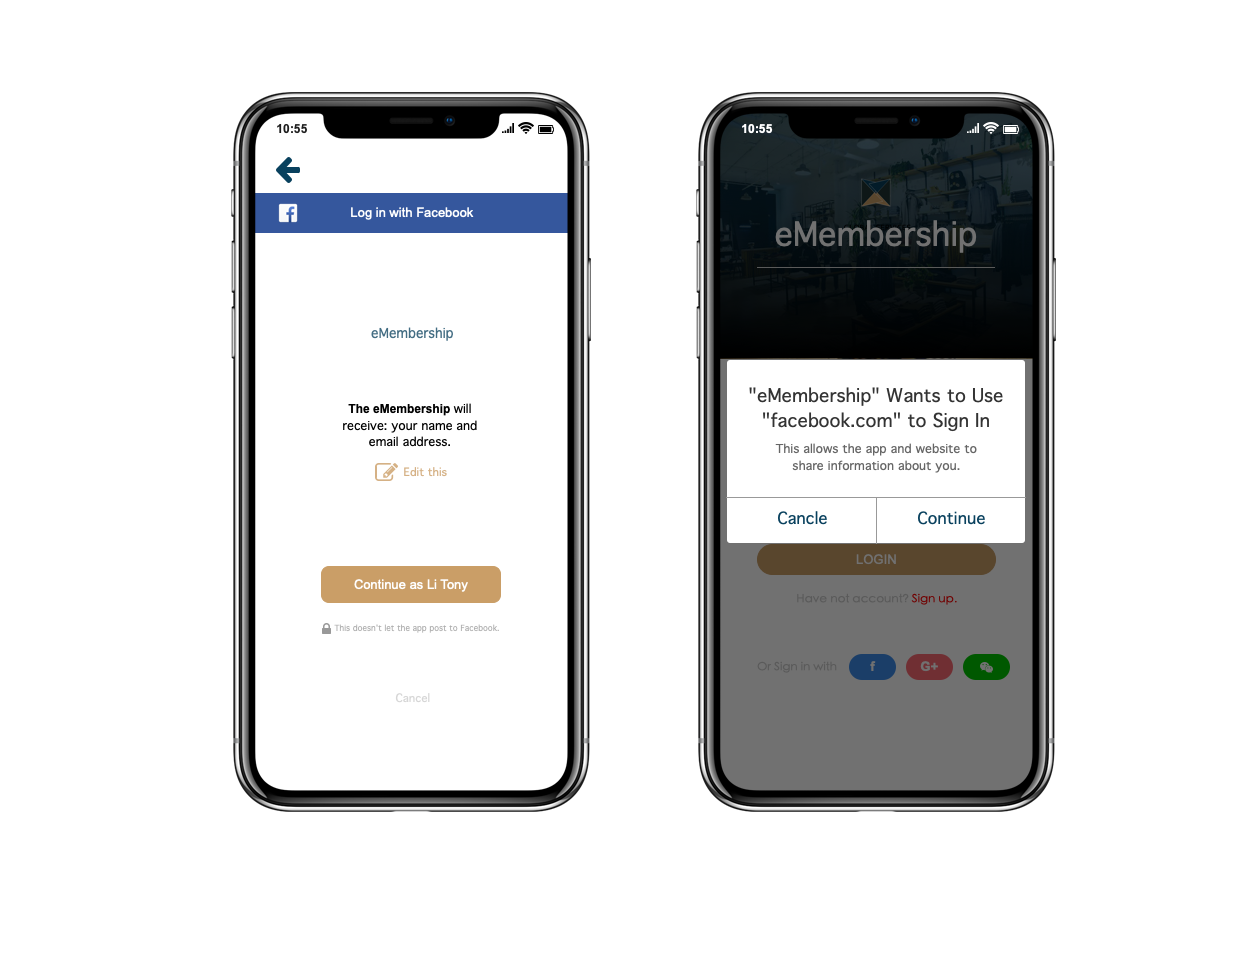 10:55
Log in with Facebook
eMembership
The eMembership will
receive: your name and
email address.
Edit this
Continue as Li Tony
This doesn't let the app post to Facebook.
Cancel
10:55
eMembership
"eMembership" Wants to Use
"facebook.com" to Sign In
This allows the app and website to
share information about you.
Cancle
Continue
LOGIN
Have not account? Sign up.
Or Sign in with
f
G+